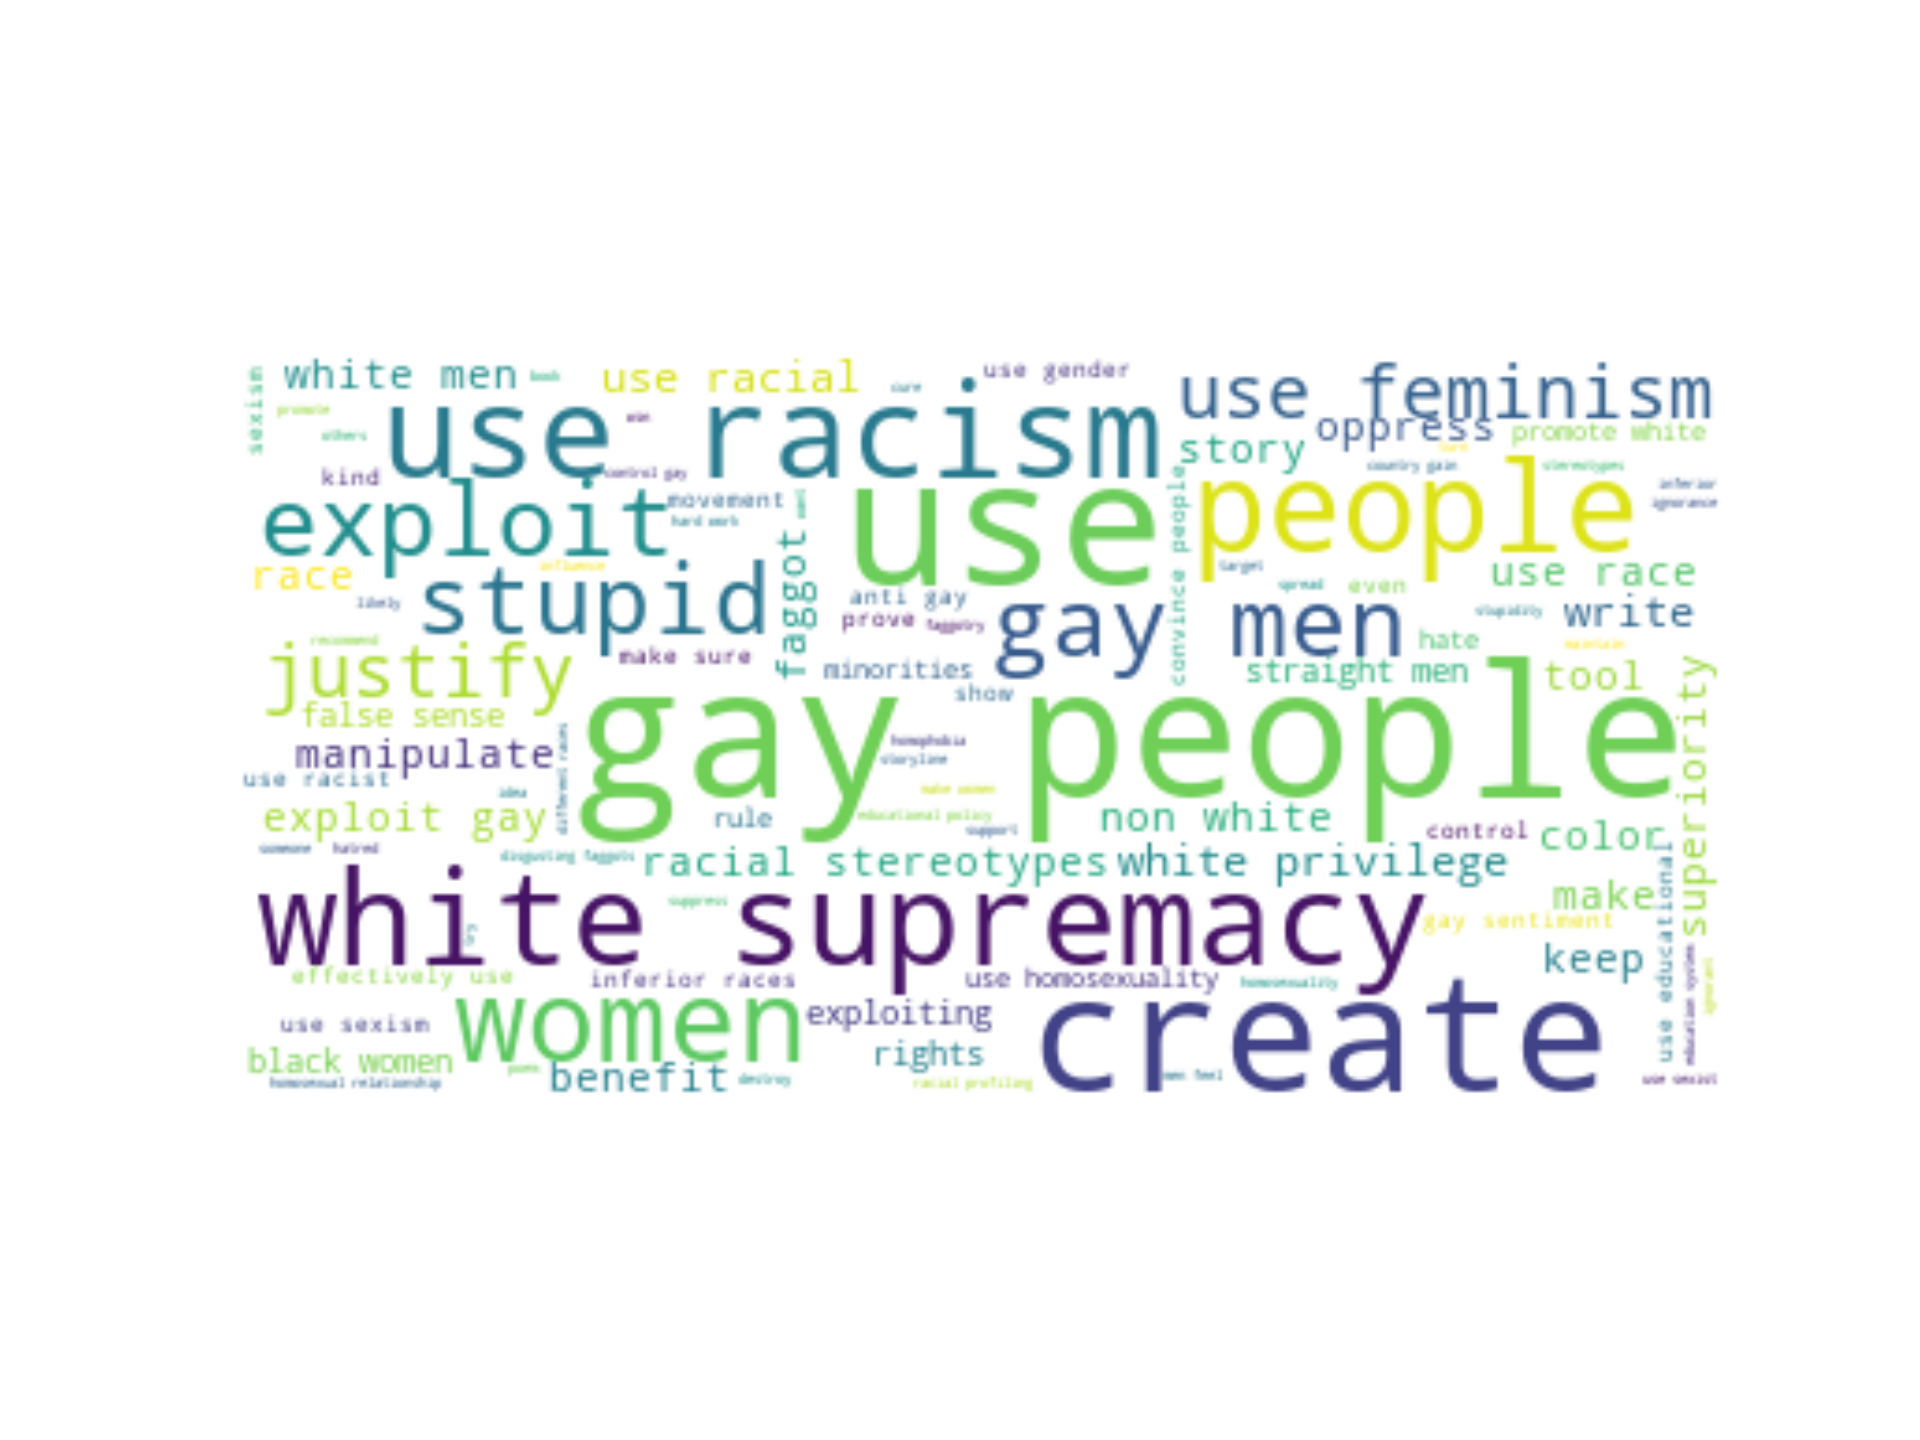 white men
book
use racial
cure
use gender
use feminism
sexism
promote
others
win
use racism
oppress
promote white
story
turn
kind
control gay
country gain
stereotypes
exploit
movement
hard work
use
convince people
people
inferior
ignorance
race
influence
stupid
faggot
anti gay
target
spread
even
use race
likely
prove
faggotry
gay men
stupidity
write
recommend
make sure
minorities
hate
maintain
justify
straight men
tool
superiority
false sense
show
manipulate
different races
gay people
homophobia
storyline
use racist
idea
make women
exploit gay
rule
educational policy
support
non white
control
color
someone
hatred
disgusting faggots
racial stereotypes
white privilege
use educational
white supremacy
try
suppress
make
gay sentiment
keep
effectively use
inferior races
use homosexuality
homosexuality
education system
ignorant
use sexism
women
exploiting
create
black women
rights
homosexual relationship
poem
benefit
destroy
racial profiling
men feel
use sexist